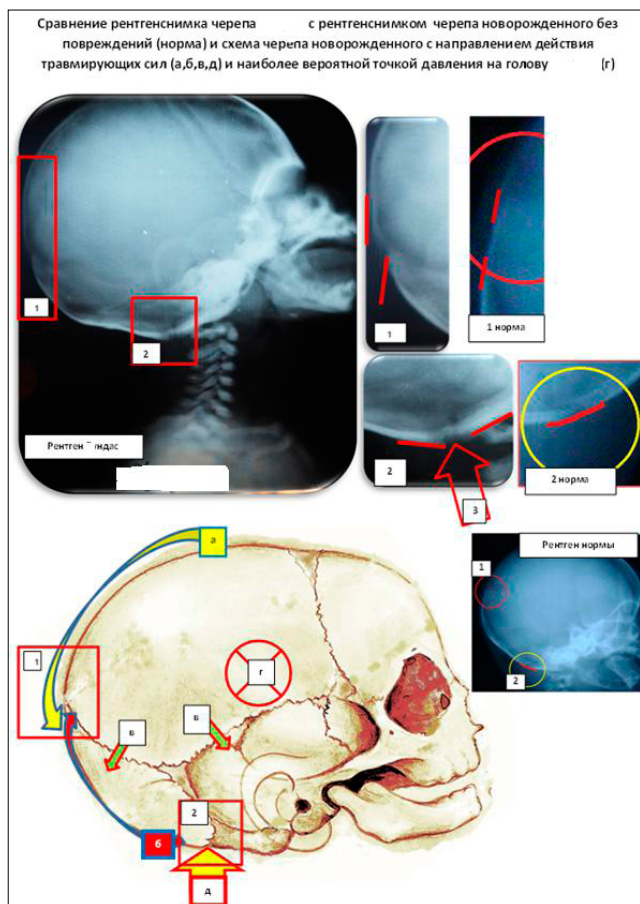 Сравнение рентгенснимка черепа с рентгенснимком черепа новорожденного без
повреждений (норма) и схема черепа новорожденного с направлением действия
травмирующих сил (а,б,в,д) и наиболее вероятной точкой давления на голову (г)
1
2
Рентген
1
1 норма
2
2 норма
3
Рентген нормы
1
2
а
1
в
в
г
2
б
д